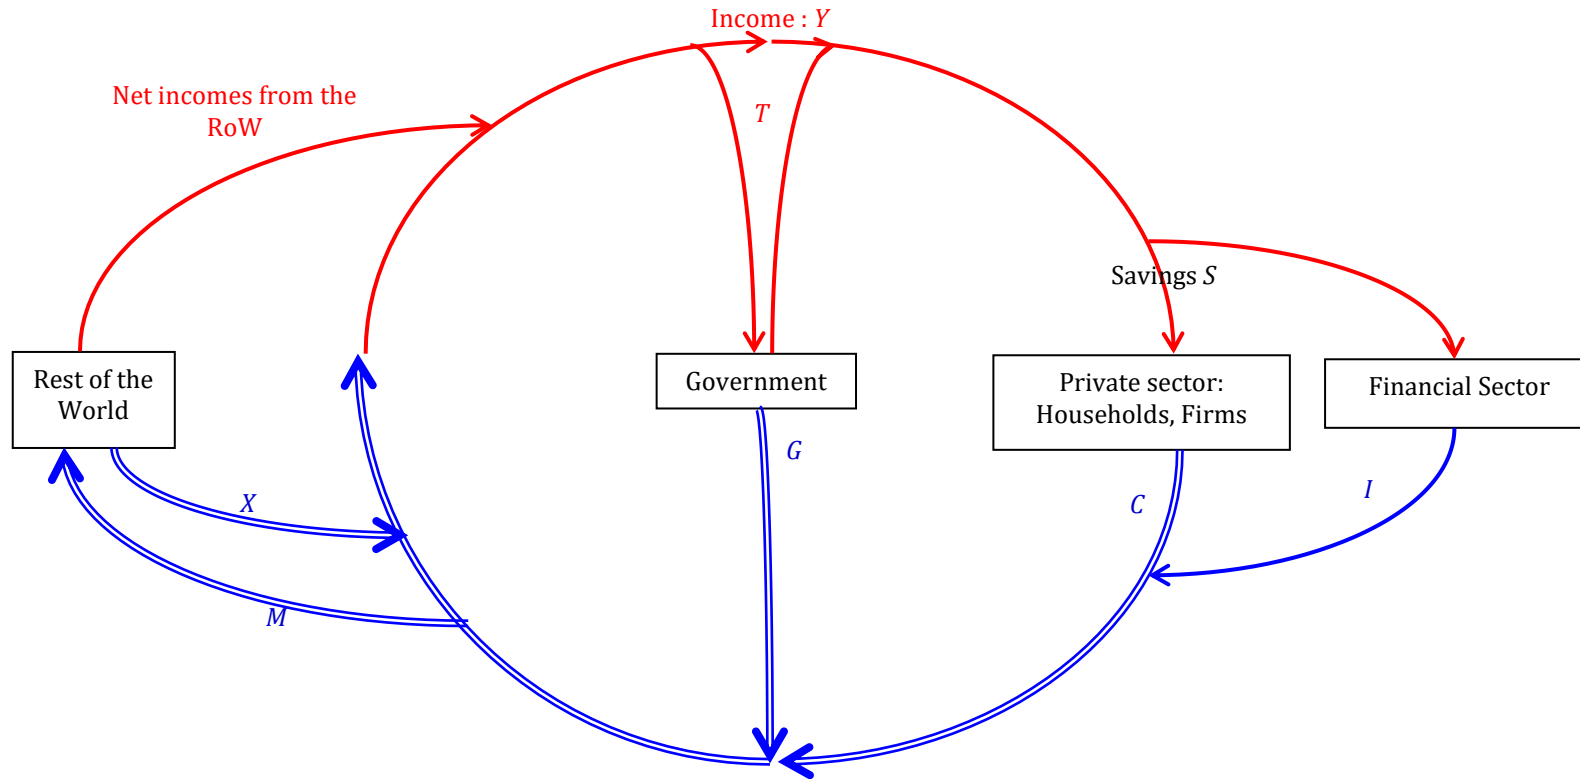 Income : Y
Net incomes from the
RoW
T
Savings S
Rest of the
World
Government
Private sector:
Households, Firms
Financial Sector
G
X
C
I
M